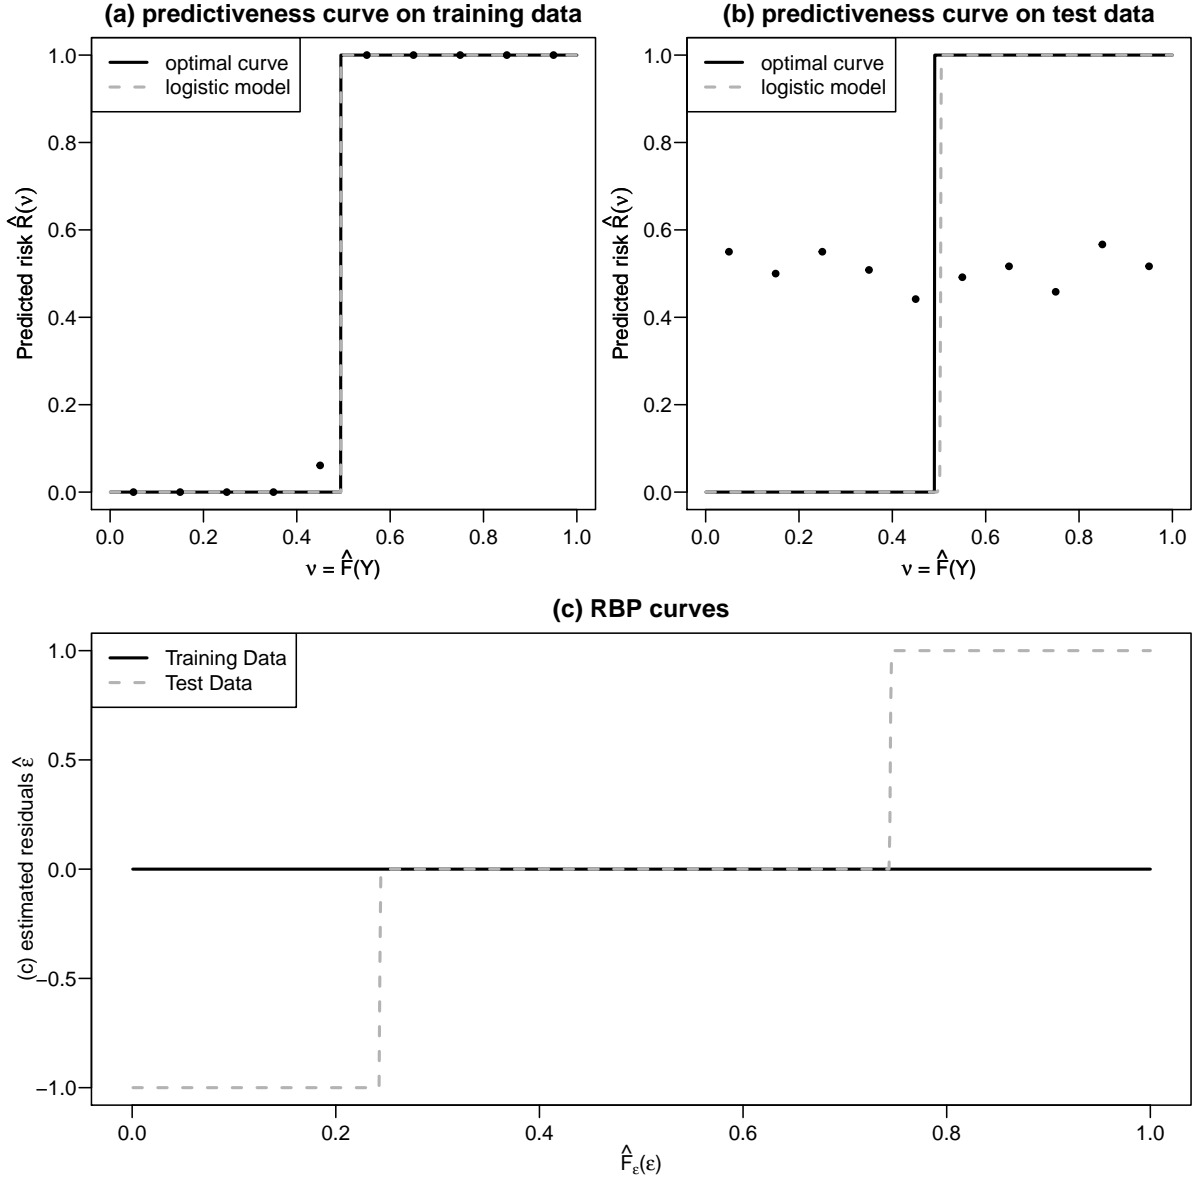 (a) predictiveness curve on training data
optimal curve
logistic model
Predicted risk R̂(ν)
1.0
0.8
0.6
0.4
0.2
0.0
0.0 0.2 0.4 0.6 0.8 1.0
ν = F̂(Y)
(b) predictiveness curve on test data
optimal curve
logistic model
Predicted risk R̂(ν)
1.0
0.8
0.6
0.4
0.2
0.0
0.0 0.2 0.4 0.6 0.8 1.0
ν = F̂(Y)
(c) RBP curves
Training Data
Test Data
(c) estimated residuals ε̂
1.0
0.5
0.0
−0.5
−1.0
0.0 0.2 0.4 0.6 0.8 1.0
F̂ε(ε)